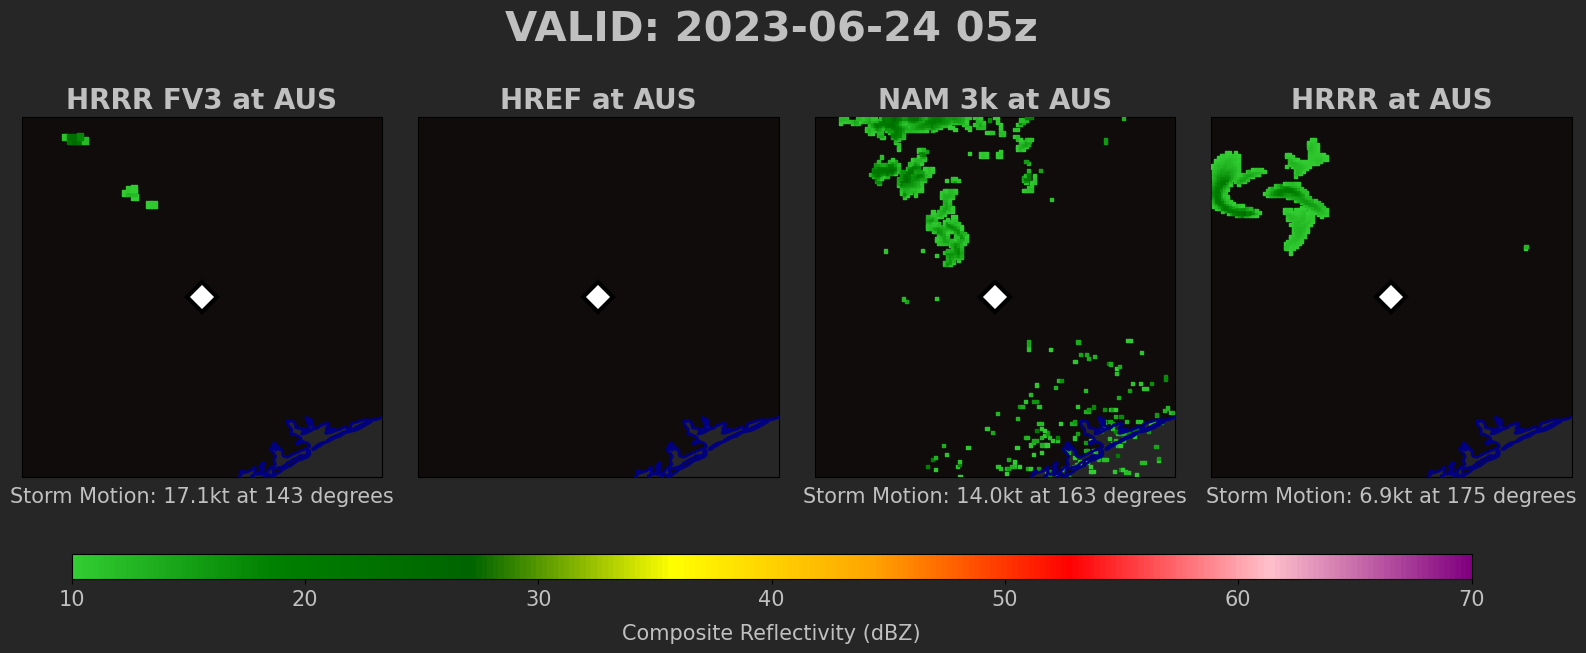 VALID: 2023-06-24 05z
HRRR FV3 at AUS
HREF at AUS
NAM 3k at AUS
HRRR at AUS
Storm Motion: 17.1kt at 143 degrees
Storm Motion: 14.0kt at 163 degrees
Storm Motion: 6.9kt at 175 degrees
10 20 30 40 50 60 70
Composite Reflectivity (dBZ)